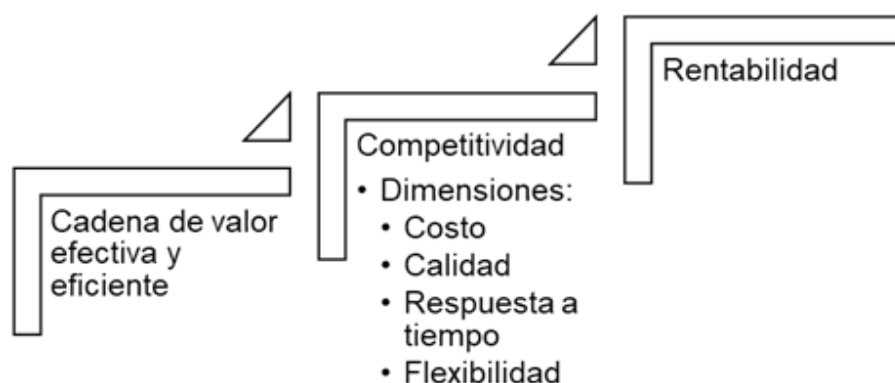 Cadena de valor
efectiva y
eficiente
Competitividad
• Dimensiones:
• Costo
• Calidad
• Respuesta a
tiempo
• Flexibilidad
Rentabilidad